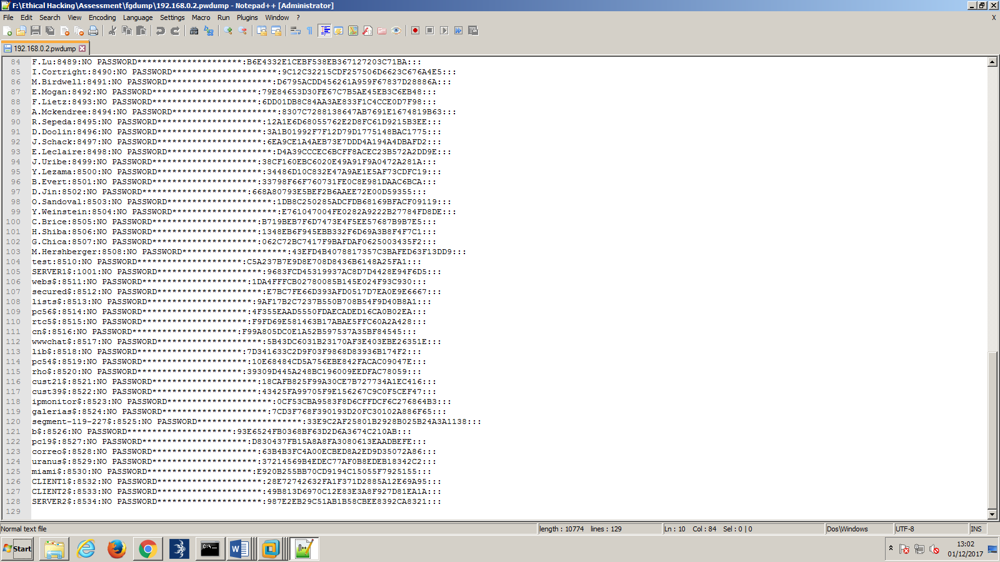 F:\Ethical Hacking\Assessment\fgdump\192.168.0.2.pwdump - Notepad++ [Administrator]
File Edit Search View Encoding Language Settings Macro Run Plugins Window ? X
192.168.0.2.pwdump
84 F.Lu:8489:NO PASSWORD*********************:B6E4332E1CEBF538EB367127203C71BA:::
85 I.Cortright:8490:NO PASSWORD*********************:9C12C32215CDF257506D6623C676A4E5:::
86 M.Birdwell:8491:NO PASSWORD*********************:D6795ACDD456261A959F67837D28886A:::
87 E.Mogan:8492:NO PASSWORD*********************:79E84653D30FE67C7B5AE45EB3C6EB48:::
88 F.Lietz:8493:NO PASSWORD*********************:6DD01DB8C84AA3AE833F1C4CCE0D7F98:::
89 A.Mckendree:8494:NO PASSWORD*********************:8307C7288138647AB7691E1674819B63:::
90 R.Sepeda:8495:NO PASSWORD*********************:12A1E6D68055762E2D8FC61D9215B3EE:::
91 D.Doolin:8496:NO PASSWORD*********************:3A1B01992F7F12D79D1775148BAC1775:::
92 J.Schack:8497:NO PASSWORD*********************:6EA9CE1A4AEB73E7DDD4A194A4DBAFD2:::
93 E.Leclaire:8498:NO PASSWORD*********************:D4A39CCCEC6BCFF8ACEC23B572A2DD9E:::
94 J.Uribe:8499:NO PASSWORD*********************:38CF160EBC6020E49A91F9A0472A281A:::
95 Y.Lezama:8500:NO PASSWORD*********************:34486D10C832E47A9AE1E5AF73CDFC19:::
96 B.Evert:8501:NO PASSWORD*********************:33798F66F760731FE0C8E981DAAC6BCA:::
97 D.Jin:8502:NO PASSWORD*********************:668A80793E5BEF2B6AAEE72E00D59355:::
98 O.Sandoval:8503:NO PASSWORD*********************:1DB8C250285ADCFDB68169BFACF09119:::
99 Y.Weinstein:8504:NO PASSWORD*********************:E761047004FE0282A9222B27784FD8DE:::
100 C.Brice:8505:NO PASSWORD*********************:B719BEB7F6D7473E4F5EE57687B9B7E5:::
101 H.Shiba:8506:NO PASSWORD*********************:1348EB6F945EBB332F6D69A3B8F4F7C1:::
102 G.Chica:8507:NO PASSWORD*********************:062C72BC7417F9BAFDAF0625003435F2:::
103 M.Hershberger:8508:NO PASSWORD*********************:43EFD4B4078817357C3BAFED63F13DD9:::
104 test:8510:NO PASSWORD*********************:C5A237B7E9D8E708D8436B6148A25FA1:::
105 SERVER1$:1001:NO PASSWORD*********************:9683FCD45319937AC8D7D4428E94F6D5:::
106 webs$:8511:NO PASSWORD*********************:1DA4FFFCB02780085B145E024F93C930:::
107 secured$:8512:NO PASSWORD*********************:E7BC7FE66D393AFD0517D7EA0E9E6667:::
108 lists$:8513:NO PASSWORD*********************:9AF17B2C7237B550B708B54F9D40B8A1:::
109 pc56$:8514:NO PASSWORD*********************:4F355EAAD5550FDAECADED16CA0B02EA:::
110 rtc5$:8515:NO PASSWORD*********************:F9FD69E581463B17ABAE5FFC60A2A428:::
111 cn$:8516:NO PASSWORD*********************:F99A805DC0E1A52B597537A35BF84545:::
112 wwwchat$:8517:NO PASSWORD*********************:5B43DC6031B23170AF3E403EBE26351E:::
113 lib$:8518:NO PASSWORD*********************:7D341633C2D9F03F9868D83936B174F2:::
114 pc54$:8519:NO PASSWORD*********************:10E68484CD5A756EBE842FACAC09047E:::
115 rho$:8520:NO PASSWORD*********************:39309D445A248BC196009EEDFAC78059:::
116 cust21$:8521:NO PASSWORD*********************:18CAFB825F99A30CE7B727734A1EC416:::
117 cust39$:8522:NO PASSWORD*********************:43425FA99705F9E156267C9C0F5CEF47:::
118 ipmonitor$:8523:NO PASSWORD*********************:0CF53CBA9583F8D6CFFDCF6C276864B3:::
119 galerias$:8524:NO PASSWORD*********************:7CD3F768F390193D20FC30102A886F65:::
120 segment-119-227$:8525:NO PASSWORD*********************:33E9C2AF25801B2928B025B24A3A1138:::
121 b$:8526:NO PASSWORD*********************:93E6524FB0368BF63D2D6A3674C210AB:::
122 pc19$:8527:NO PASSWORD*********************:D830437FB15A8A8FA3080613EAADBEFE:::
123 correo$:8528:NO PASSWORD*********************:63B4B3FC4A00ECBED8A2ED9D35072A86:::
124 uranus$:8529:NO PASSWORD*********************:37214569B4EDEC77AF0B8EDEB18342C2:::
125 miami$:8530:NO PASSWORD*********************:E920B255BB70CD9194C15055F7925155:::
126 CLIENT1$:8532:NO PASSWORD*********************:28E72742632FA1F371D2885A12E69A95:::
127 CLIENT2$:8533:NO PASSWORD*********************:49B813D6970C12E83E3A8F927D81EA1A:::
128 SERVER2$:8534:NO PASSWORD*********************:987E2EB29C51AB1B58CBEE8392CA8321:::
129
Normal text file length : 10774 lines : 129 Ln : 10 Col : 84 Sel : 0 | 0 Dos\Windows UTF-8 INS
Start 13:02
01/12/2017